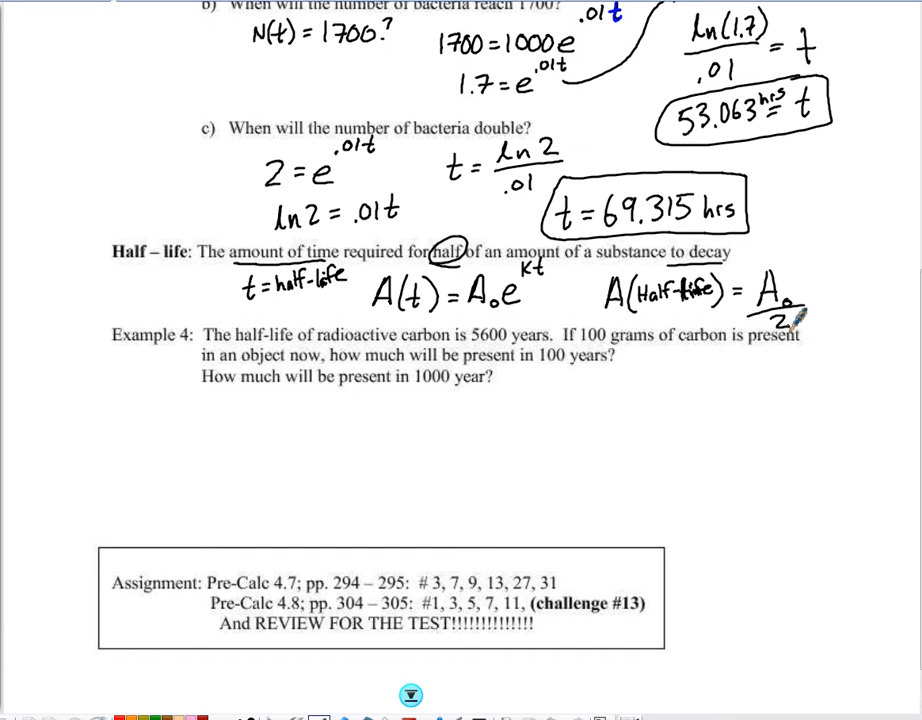 b) When will the number of bacteria reach 1700?
N(t) = 1700?
1700 = 1000e^.01t
1.7 = e^.01t
ln(1.7) / .01 = t
53.063 hrs = t
c) When will the number of bacteria double?
2 = e^.01t
ln 2 = .01t
t = ln 2 / .01
t = 69.315 hrs
Half – life: The amount of time required for half of an amount of a substance to decay
t = half-life
A(t) = A₀e^kt
A(Half-life) = A₀ / 2
Example 4: The half-life of radioactive carbon is 5600 years. If 100 grams of carbon is present
in an object now, how much will be present in 100 years?
How much will be present in 1000 year?
Assignment: Pre-Calc 4.7; pp. 294 – 295: # 3, 7, 9, 13, 27, 31
Pre-Calc 4.8; pp. 304 – 305: #1, 3, 5, 7, 11, (challenge #13)
And REVIEW FOR THE TEST!!!!!!!!!!!!!!